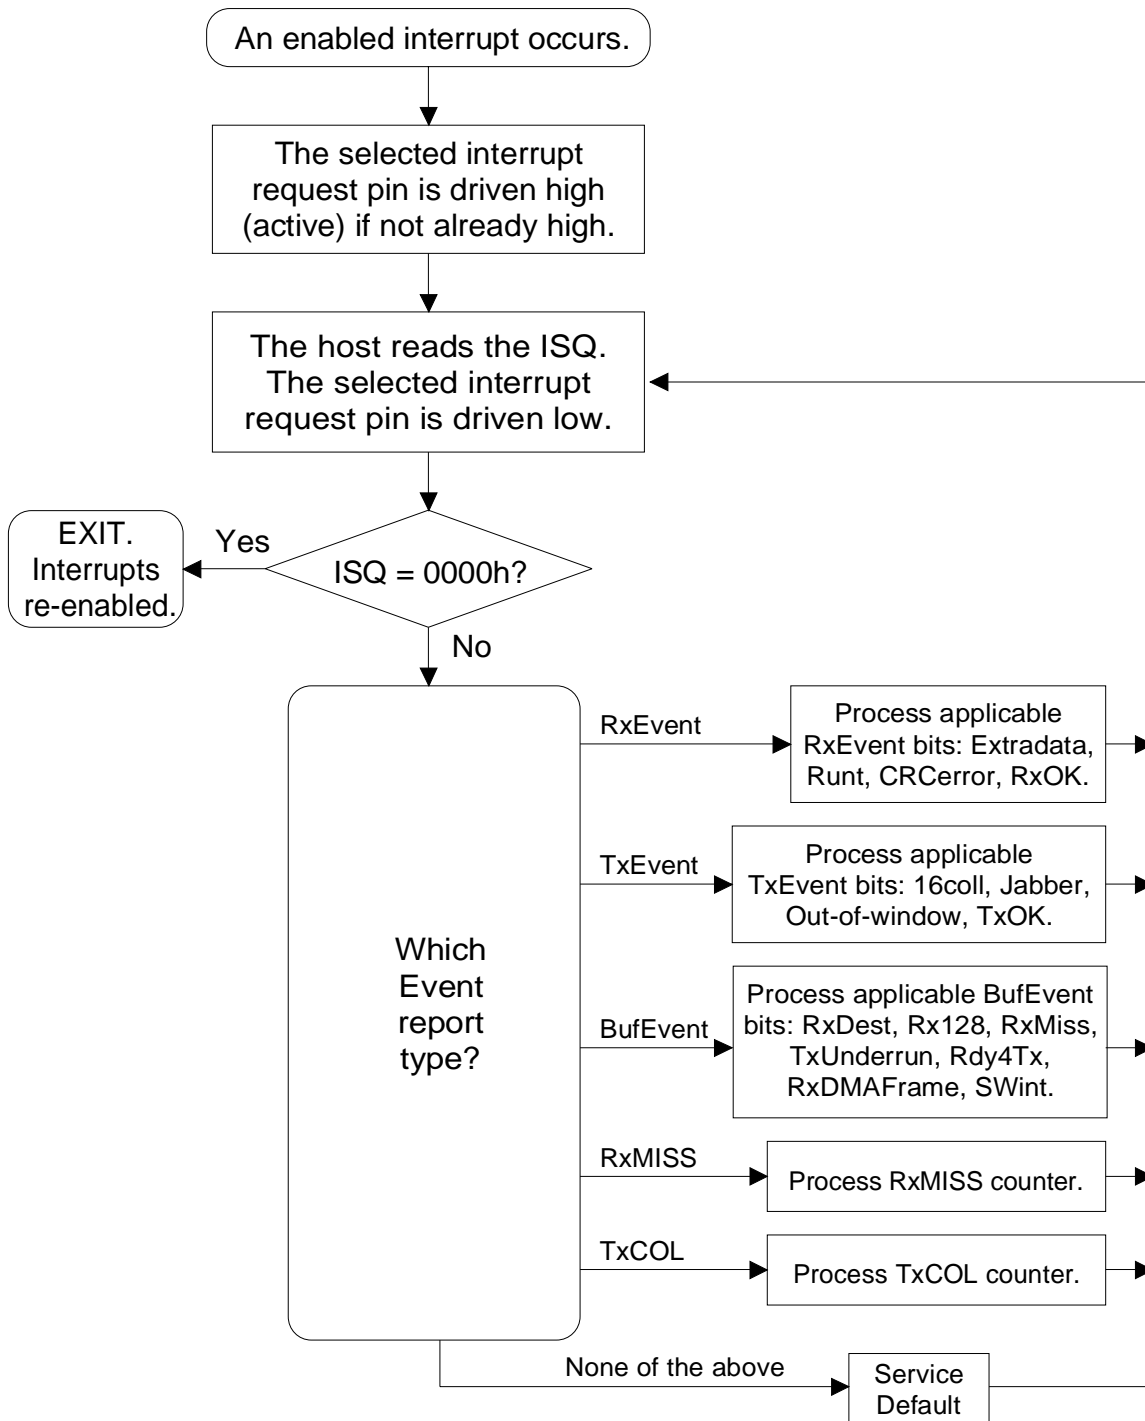 An enabled interrupt occurs.
The selected interrupt
request pin is driven high
(active) if not already high.
The host reads the ISQ.
The selected interrupt
request pin is driven low.
EXIT.
Interrupts
re-enabled.
Yes
ISQ = 0000h?
No
Which
Event
report
type?
RxEvent
Process applicable
RxEvent bits: Extradata,
Runt, CRCerror, RxOK.
TxEvent
Process applicable
TxEvent bits: 16coll, Jabber,
Out-of-window, TxOK.
BufEvent
Process applicable BufEvent
bits: RxDest, Rx128, RxMiss,
TxUnderrun, Rdy4Tx,
RxDMAFrame, SWint.
RxMISS
Process RxMISS counter.
TxCOL
Process TxCOL counter.
None of the above
Service
Default